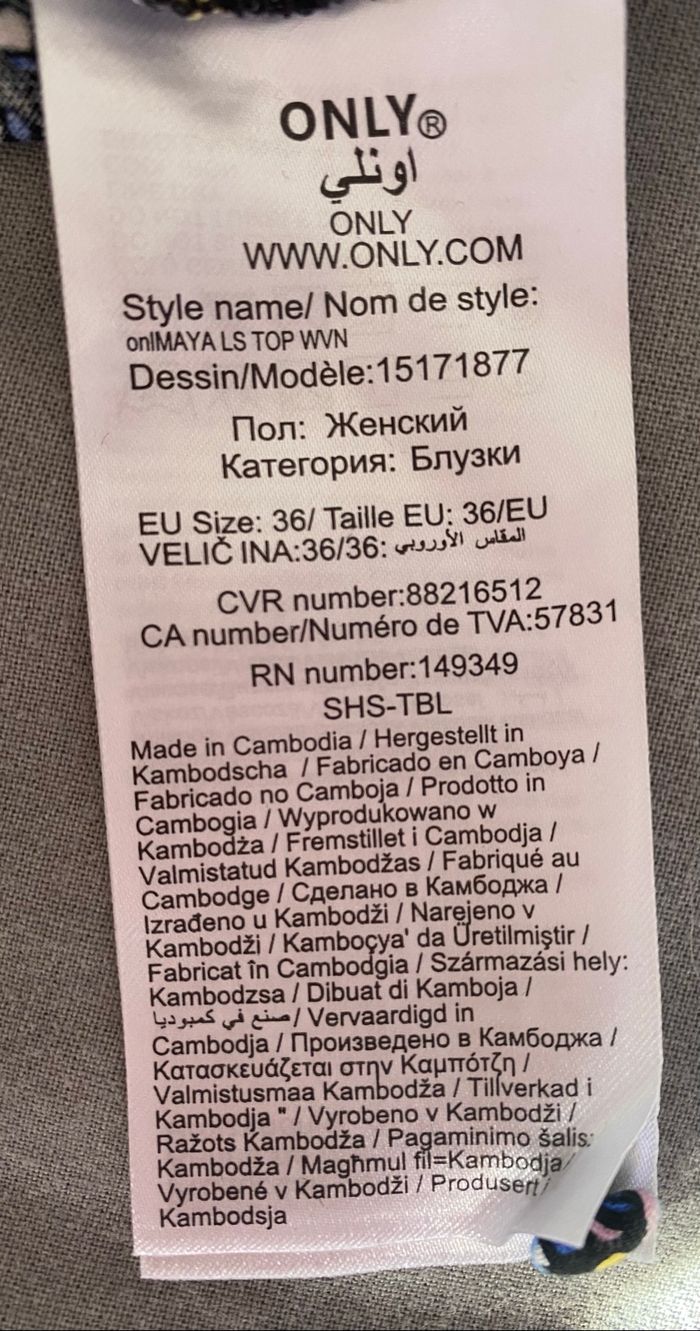 ONLY®
اونلي
ONLY
WWW.ONLY.COM
Style name/ Nom de style:
onlMAYA LS TOP WVN
Dessin/Modèle:15171877
Пол: Женский
Категория: Блузки
EU Size: 36/ Taille EU: 36/EU
VELIČ INA:36/36: المقاس الأوروبي
CVR number:88216512
CA number/Numéro de TVA:57831
RN number:149349
SHS-TBL
Made in Cambodia / Hergestellt in
Kambodscha / Fabricado en Camboya /
Fabricado no Camboja / Prodotto in
Cambogia / Wyprodukowano w
Kambodża / Fremstillet i Cambodja /
Valmistatud Kambodžas / Fabriqué au
Cambodge / Сделано в Камбоджа /
Izrađeno u Kambodži / Narejeno v
Kambodži / Kamboçya' da Üretilmiştir /
Fabricat în Cambodgia / Származási hely:
Kambodzsa / Dibuat di Kamboja /
صنع في كمبوديا / Vervaardigd in
Cambodja / Произведено в Камбоджа /
Κατασκευάζεται στην Καμπότζη /
Valmistusmaa Kambodža / Tillverkad i
Kambodja " / Vyrobeno v Kambodži /
Ražots Kambodža / Pagaminimo šalis:
Kambodža / Magħmul fil=Kambodja/
Vyrobené v Kambodži / Produsert/
Kambodsja